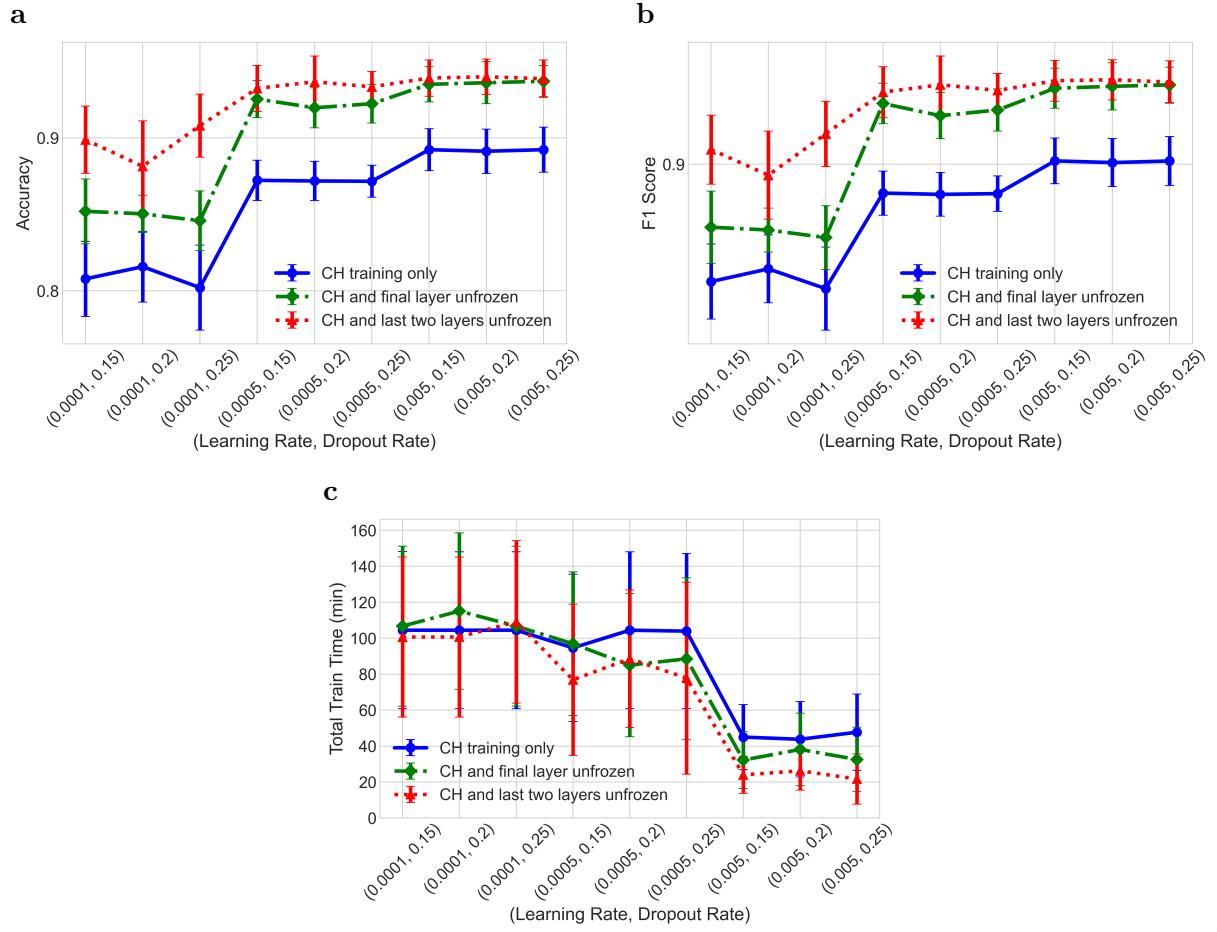 a
0.9
0.8
Accuracy
CH training only
CH and final layer unfrozen
CH and last two layers unfrozen
(0.0001, 0.15)
(0.0001, 0.2)
(0.0001, 0.25)
(0.0005, 0.15)
(0.0005, 0.2)
(0.0005, 0.25)
(0.005, 0.15)
(0.005, 0.2)
(0.005, 0.25)
(Learning Rate, Dropout Rate)
b
0.9
F1 Score
CH training only
CH and final layer unfrozen
CH and last two layers unfrozen
(0.0001, 0.15)
(0.0001, 0.2)
(0.0001, 0.25)
(0.0005, 0.15)
(0.0005, 0.2)
(0.0005, 0.25)
(0.005, 0.15)
(0.005, 0.2)
(0.005, 0.25)
(Learning Rate, Dropout Rate)
c
160
140
120
100
80
60
40
20
0
Total Train Time (min)
CH training only
CH and final layer unfrozen
CH and last two layers unfrozen
(0.0001, 0.15)
(0.0001, 0.2)
(0.0001, 0.25)
(0.0005, 0.15)
(0.0005, 0.2)
(0.0005, 0.25)
(0.005, 0.15)
(0.005, 0.2)
(0.005, 0.25)
(Learning Rate, Dropout Rate)